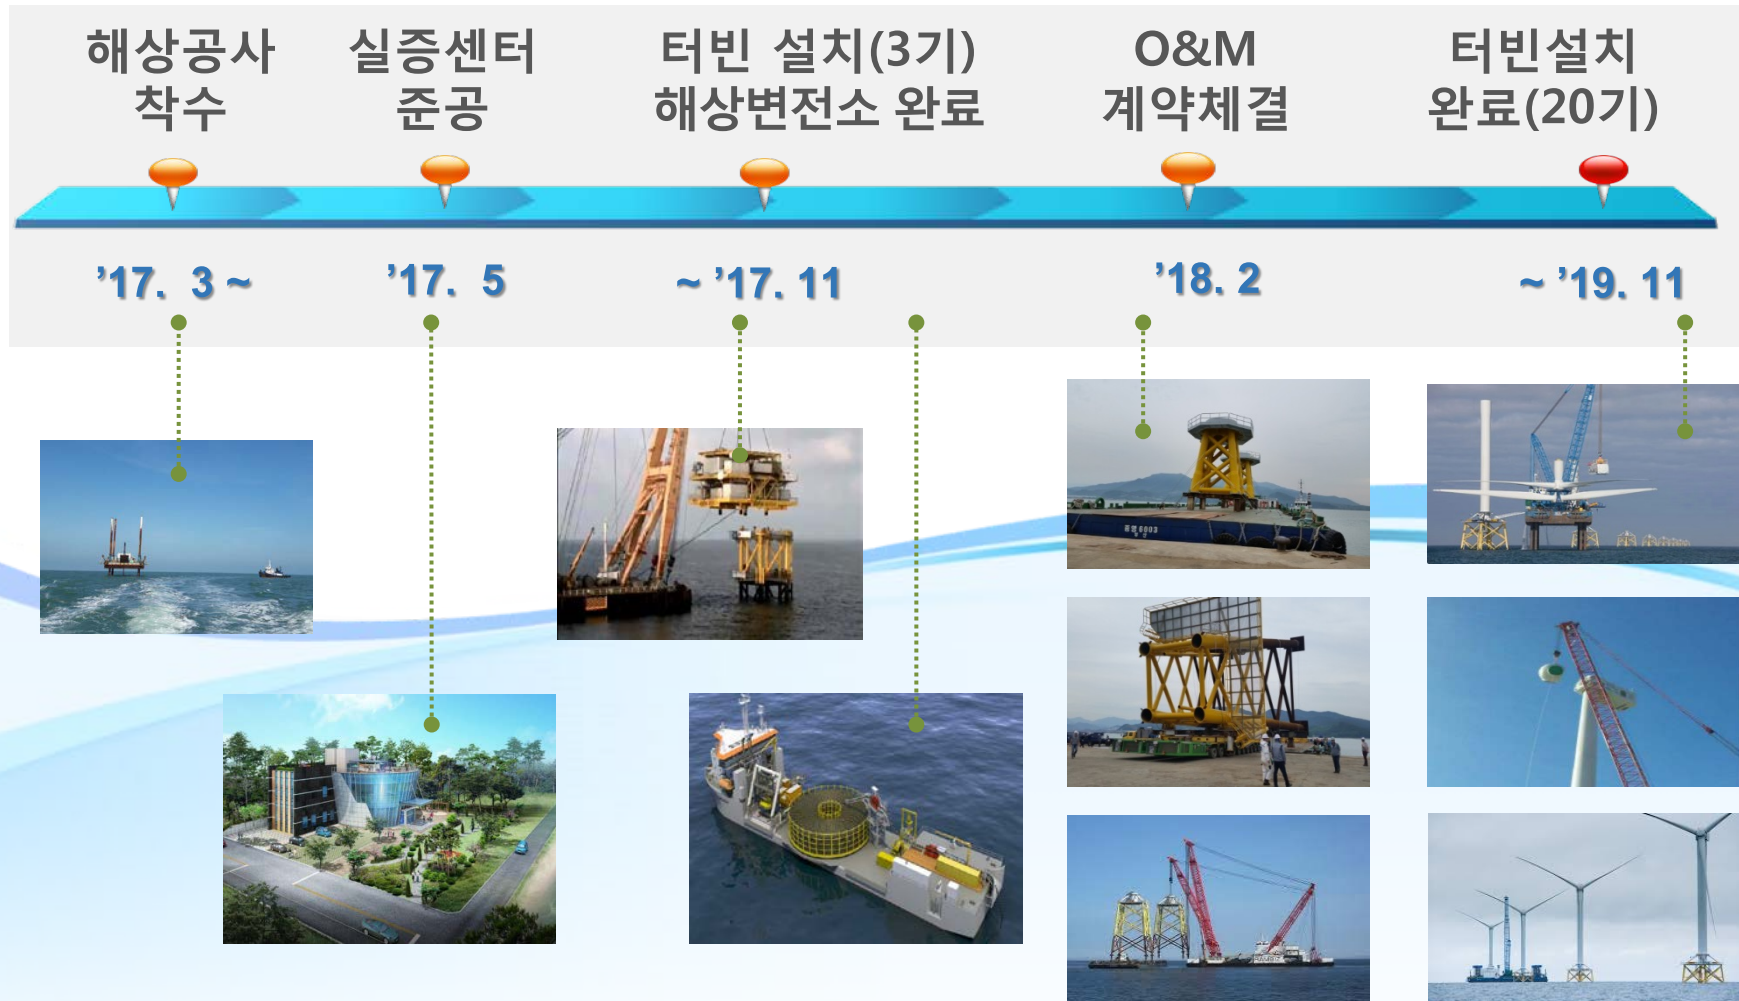 해상공사
착수
실증센터
준공
터빈 설치(3기)
해상변전소 완료
O&M
계약체결
터빈설치
완료(20기)
’17.  3 ~
’17.  5
~ ’17. 11
’18. 2
~ ’19. 11
6003